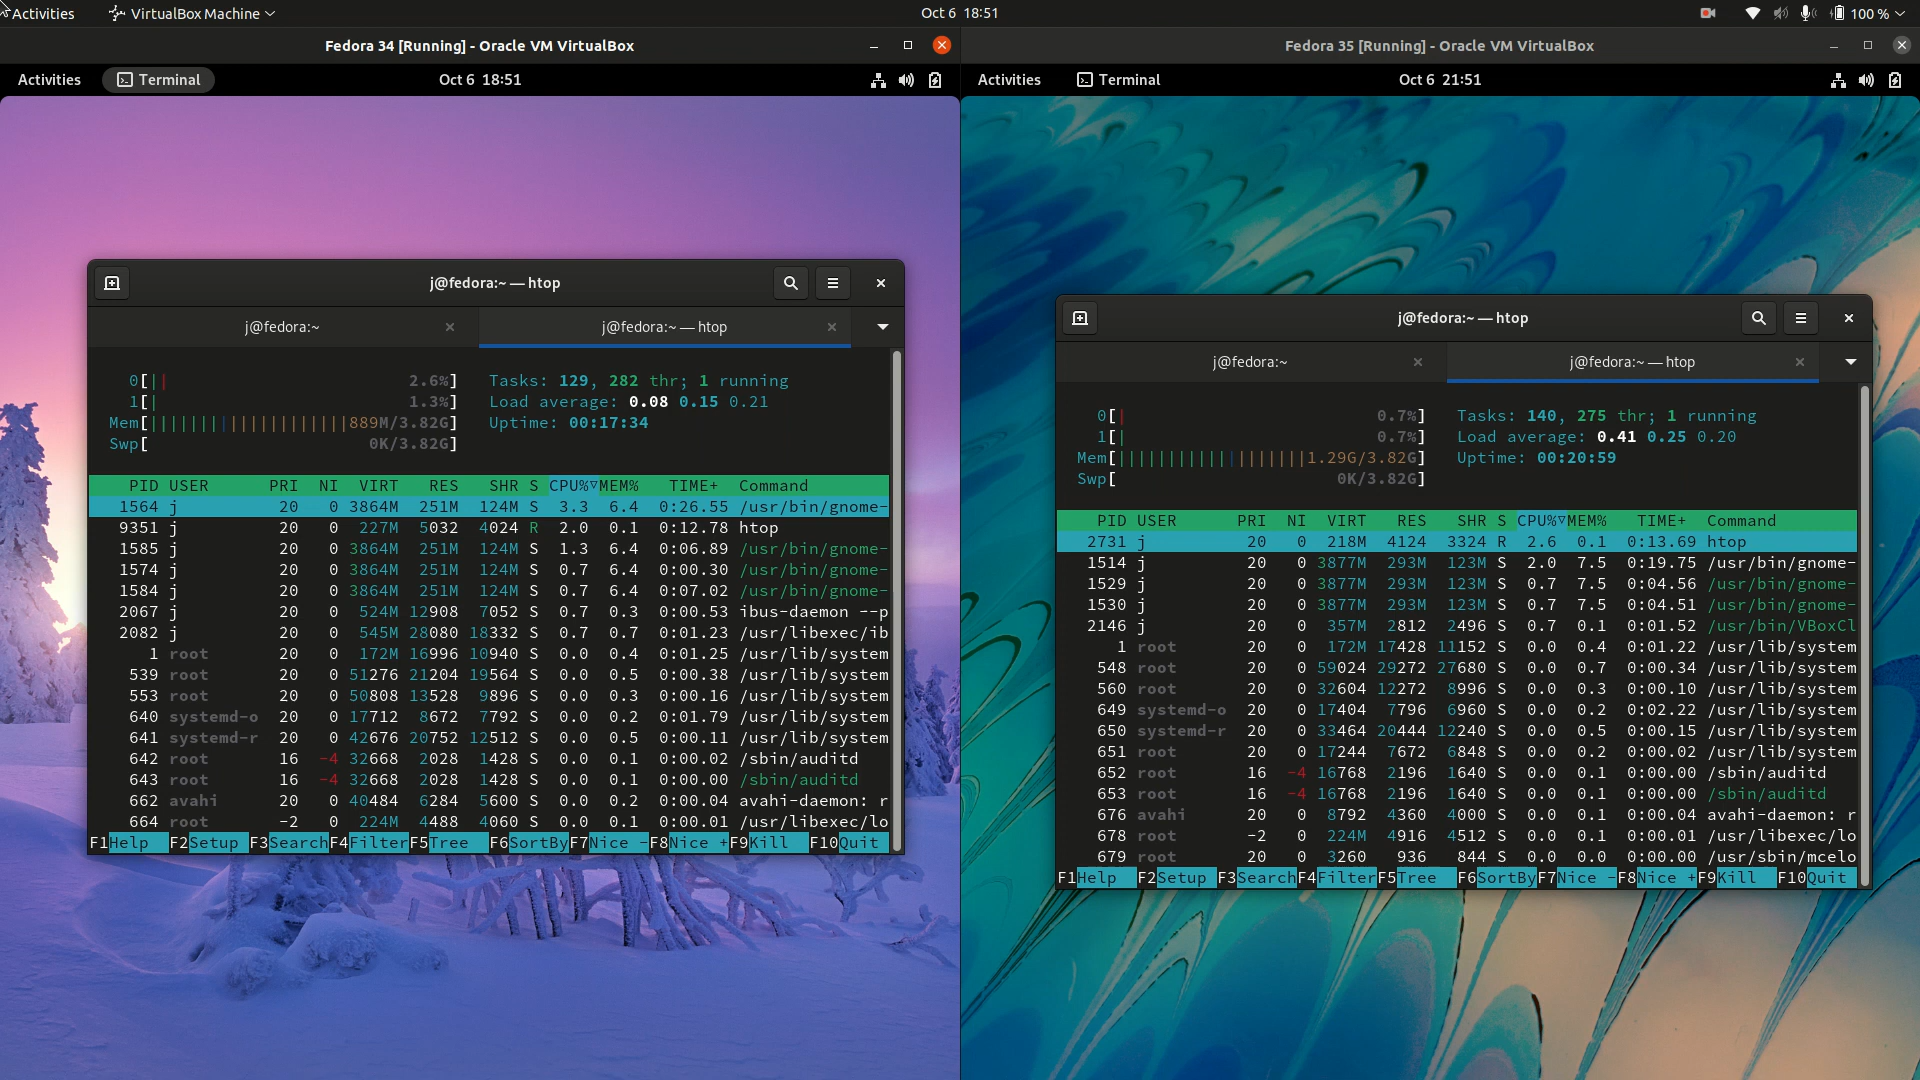 Activities VirtualBox Machine Oct 6 18:51 100 %
Fedora 34 [Running] - Oracle VM VirtualBox
Activities Terminal Oct 6 18:51
j@fedora:~ — htop
j@fedora:~ j@fedora:~ — htop
0[|| 2.6%] Tasks: 129, 282 thr; 1 running
1[| 1.3%] Load average: 0.08 0.15 0.21
Mem[||||||||||||||||||||889M/3.82G] Uptime: 00:17:34
Swp[ 0K/3.82G]
PID USER PRI NI VIRT RES SHR S CPU%▽MEM% TIME+ Command
1564 j 20 0 3864M 251M 124M S 3.3 6.4 0:26.55 /usr/bin/gnome-
9351 j 20 0 227M 5032 4024 R 2.0 0.1 0:12.78 htop
1585 j 20 0 3864M 251M 124M S 1.3 6.4 0:06.89 /usr/bin/gnome-
1574 j 20 0 3864M 251M 124M S 0.7 6.4 0:00.30 /usr/bin/gnome-
1584 j 20 0 3864M 251M 124M S 0.7 6.4 0:07.02 /usr/bin/gnome-
2067 j 20 0 524M 12908 7052 S 0.7 0.3 0:00.53 ibus-daemon --p
2082 j 20 0 545M 28080 18332 S 0.7 0.7 0:01.23 /usr/libexec/ib
1 root 20 0 172M 16996 10940 S 0.0 0.4 0:01.25 /usr/lib/system
539 root 20 0 51276 21204 19564 S 0.0 0.5 0:00.38 /usr/lib/system
553 root 20 0 50808 13528 9896 S 0.0 0.3 0:00.16 /usr/lib/system
640 systemd-o 20 0 17712 8672 7792 S 0.0 0.2 0:01.79 /usr/lib/system
641 systemd-r 20 0 42676 20752 12512 S 0.0 0.5 0:00.11 /usr/lib/system
642 root 16 -4 32668 2028 1428 S 0.0 0.1 0:00.02 /sbin/auditd
643 root 16 -4 32668 2028 1428 S 0.0 0.1 0:00.00 /sbin/auditd
662 avahi 20 0 40484 6284 5600 S 0.0 0.2 0:00.04 avahi-daemon: r
664 root -2 0 224M 4488 4060 S 0.0 0.1 0:00.01 /usr/libexec/lo
F1Help F2Setup F3SearchF4FilterF5Tree F6SortByF7Nice -F8Nice +F9Kill F10Quit
Fedora 35 [Running] - Oracle VM VirtualBox
Activities Terminal Oct 6 21:51
j@fedora:~ — htop
j@fedora:~ j@fedora:~ — htop
0[| 0.7%] Tasks: 140, 275 thr; 1 running
1[| 0.7%] Load average: 0.41 0.25 0.20
Mem[|||||||||||||||||||1.29G/3.82G] Uptime: 00:20:59
Swp[ 0K/3.82G]
PID USER PRI NI VIRT RES SHR S CPU%▽MEM% TIME+ Command
2731 j 20 0 218M 4124 3324 R 2.6 0.1 0:13.69 htop
1514 j 20 0 3877M 293M 123M S 2.0 7.5 0:19.75 /usr/bin/gnome-
1529 j 20 0 3877M 293M 123M S 0.7 7.5 0:04.56 /usr/bin/gnome-
1530 j 20 0 3877M 293M 123M S 0.7 7.5 0:04.51 /usr/bin/gnome-
2146 j 20 0 357M 2812 2496 S 0.7 0.1 0:01.52 /usr/bin/VBoxCl
1 root 20 0 172M 17428 11152 S 0.0 0.4 0:01.22 /usr/lib/system
548 root 20 0 59024 29272 27680 S 0.0 0.7 0:00.34 /usr/lib/system
560 root 20 0 32604 12272 8996 S 0.0 0.3 0:00.10 /usr/lib/system
649 systemd-o 20 0 17404 7796 6960 S 0.0 0.2 0:02.22 /usr/lib/system
650 systemd-r 20 0 33464 20444 12240 S 0.0 0.5 0:00.15 /usr/lib/system
651 root 20 0 17244 7672 6848 S 0.0 0.2 0:00.02 /usr/lib/system
652 root 16 -4 16768 2196 1640 S 0.0 0.1 0:00.00 /sbin/auditd
653 root 16 -4 16768 2196 1640 S 0.0 0.1 0:00.00 /sbin/auditd
676 avahi 20 0 8792 4360 4000 S 0.0 0.1 0:00.04 avahi-daemon: r
678 root -2 0 224M 4916 4512 S 0.0 0.1 0:00.01 /usr/libexec/lo
679 root 20 0 3260 936 844 S 0.0 0.0 0:00.00 /usr/sbin/mcelo
F1Help F2Setup F3SearchF4FilterF5Tree F6SortByF7Nice -F8Nice +F9Kill F10Quit